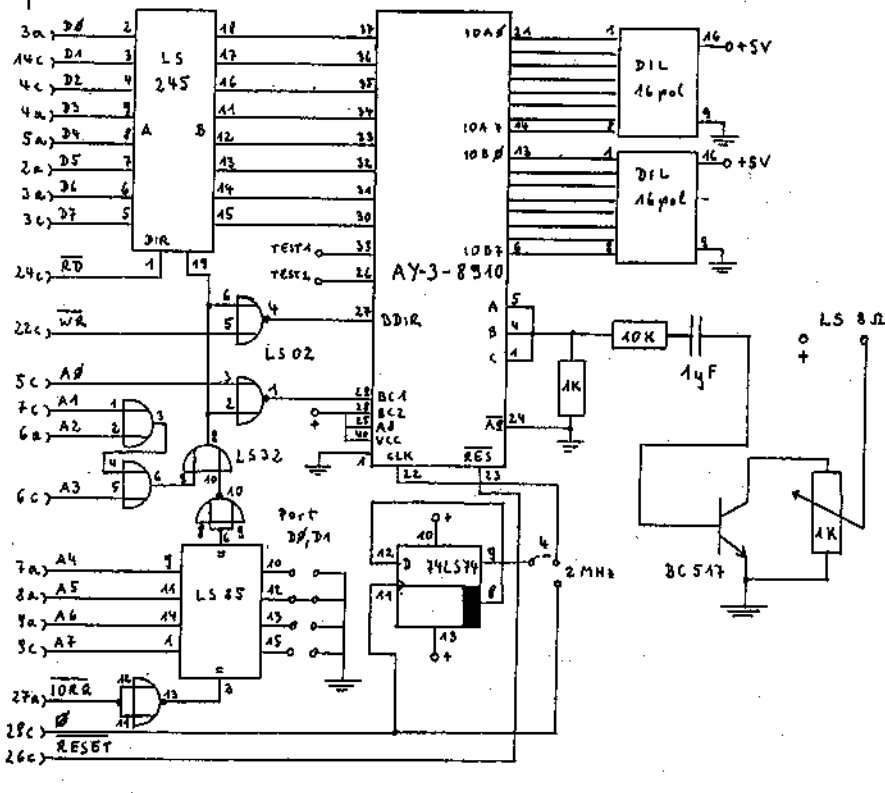 3a D0 2 LS 245 18 37 IOA0 21 1 DIL 16pol 16 +5V
14c D1 3 17 36
4c D2 4 16 35
4a D3 9 11 34
5a D4 8 A B 12 33 IOA7 14 8 9
2a D5 7 13 32 IOB0 13 1 DIL 16pol 16 +5V
3a D6 6 14 31
3c D7 5 15 30
DIR 1 19 TEST1 39 IOB7 6 8 9
24c RD TEST2 26 AY-3-8910
6 4 A 5
22c WR 5 27 BDIR B 4 10K 1µF LS 8Ω
LS02 C 1 +
5c A0 3 1 29 BC1 1K
7c A1 1 3 2 + 28 BC2
6a A2 2 25 A8 A9 24
8 LS32 40 VCC
4 6 9 10 1 CLK RES
6c A3 5 10 22 23
8 9 Port D0,D1 + 1K
6 = 10 4
7a A4 9 10 12 D 74LS74 9 2MHz BC517
8a A5 11 LS85 12 11 8
9a A6 14 13 13
9c A7 1 15 +
= 3
27a IORQ 12 11 13
28c Ø
26c RESET